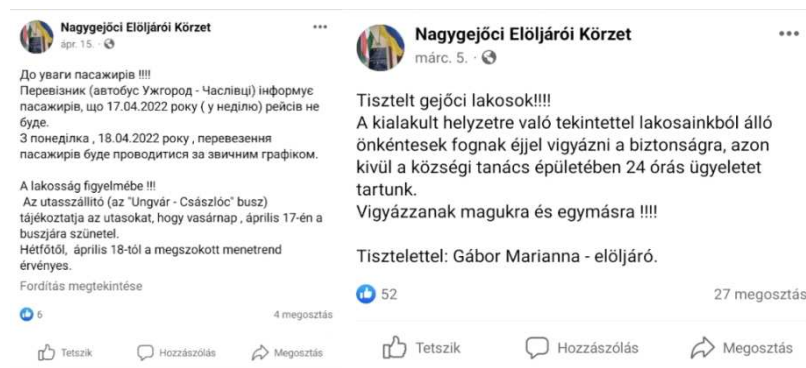 Nagygejőci Elöljárói Körzet
ápr. 15.
До уваги пасажирів !!!!
Перевізник (автобус Ужгород - Часлівці) інформує
пасажирів, що 17.04.2022 року ( у неділю) рейсів не
буде.
З понеділка , 18.04.2022 року , перевезення
пасажирів буде проводитися за звичним графіком.
A lakosság figyelmébe !!!
Az utasszállító (az "Ungvár - Császlóc" busz)
tájékoztatja az utasokat, hogy vasárnap , április 17-én a
buszjára szünetel.
Hétfőtől, április 18-tól a megszokott menetrend
érvényes.
Fordítás megtekintése
6
4 megosztás
Tetszik Hozzászólás Megosztás
Nagygejőci Elöljárói Körzet
márc. 5.
Tisztelt gejőci lakosok!!!!
A kialakult helyzetre való tekintettel lakosainkból álló
önkéntesek fognak éjjel vigyázni a biztonságra, azon
kivül a községi tanács épületében 24 órás ügyeletet
tartunk.
Vigyázzanak magukra és egymásra !!!!
Tisztelettel: Gábor Marianna - elöljáró.
52
27 megosztás
Tetszik Hozzászólás Megosztás